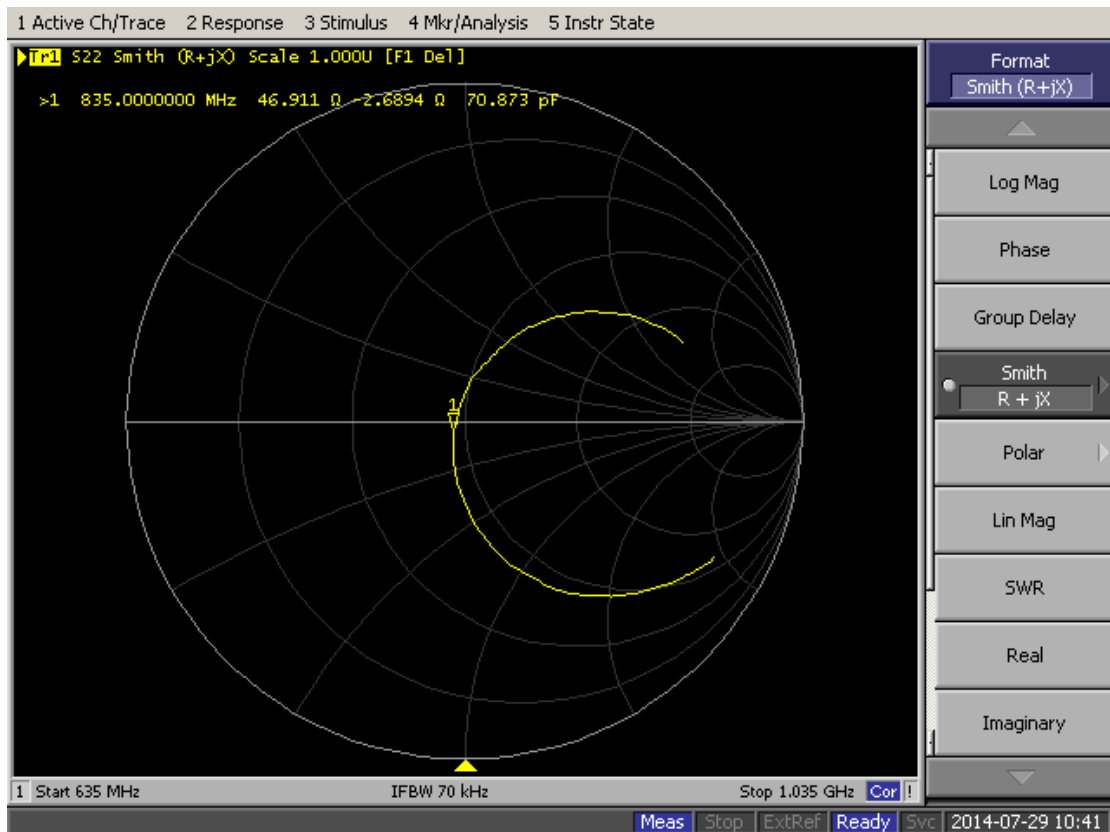 1 Active Ch/Trace 2 Response 3 Stimulus 4 Mkr/Analysis 5 Instr State
Tr1 S22 Smith (R+jX) Scale 1.000U [F1 Del]
>1 835.0000000 MHz 46.911 Ω -2.6894 Ω 70.873 pF
1
1 Start 635 MHz IFBW 70 kHz Stop 1.035 GHz Cor !
Format
Smith (R+jX)
Log Mag
Phase
Group Delay
Smith
R + jX
Polar
Lin Mag
SWR
Real
Imaginary
Meas Stop ExtRef Ready Svc 2014-07-29 10:41